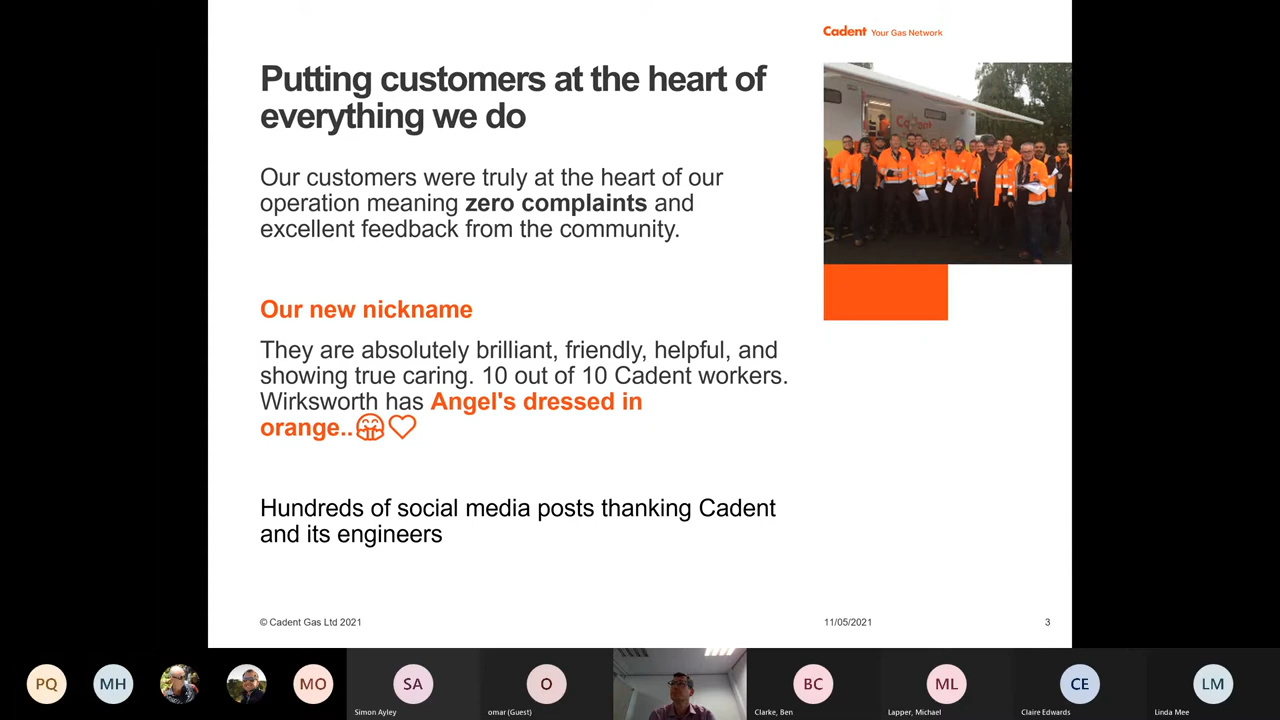 Cadent Your Gas Network
Putting customers at the heart of
everything we do
Our customers were truly at the heart of our
operation meaning zero complaints and
excellent feedback from the community.
Our new nickname
They are absolutely brilliant, friendly, helpful, and
showing true caring. 10 out of 10 Cadent workers.
Wirksworth has Angel's dressed in
orange..
Hundreds of social media posts thanking Cadent
and its engineers
© Cadent Gas Ltd 2021
11/05/2021
3
Cadent
PQ
MH
MO
SA
Simon Ayley
O
omar (Guest)
BC
Clarke, Ben
ML
Lapper, Michael
CE
Claire Edwards
LM
Linda Mee